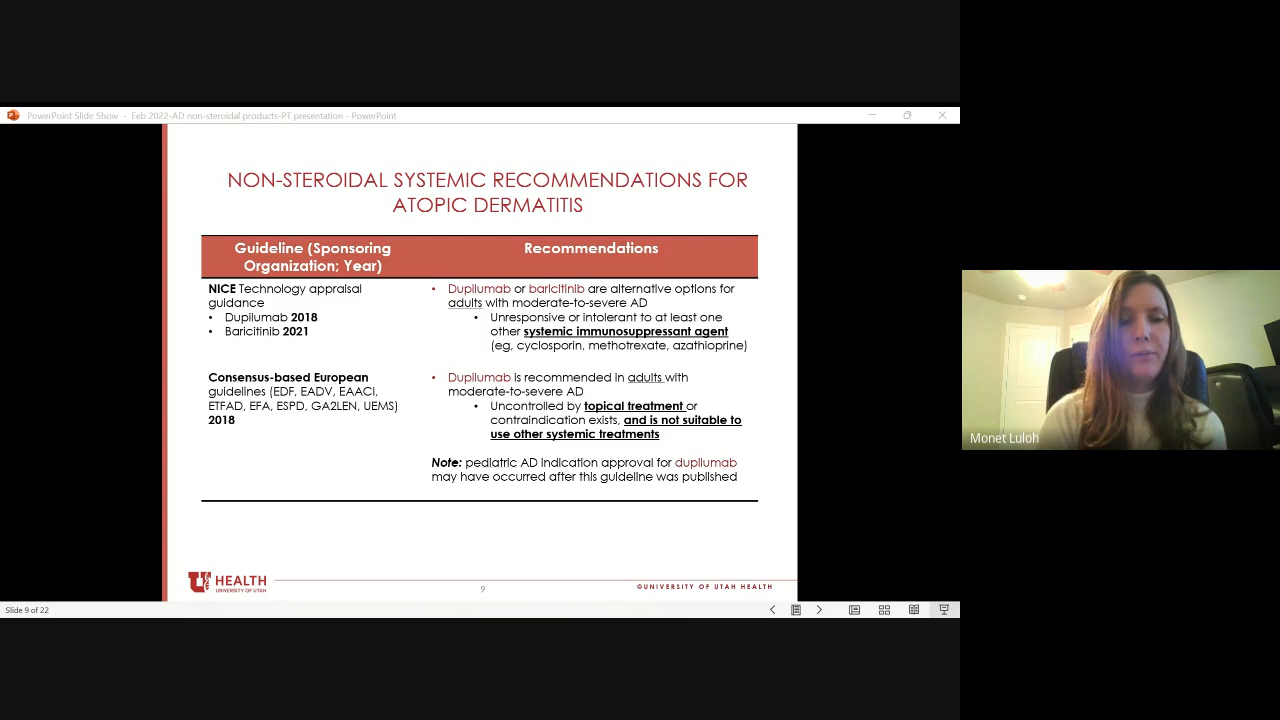 PowerPoint Slide Show - Feb 2022-AD non-steroidal products-PT presentation - PowerPoint
NON-STEROIDAL SYSTEMIC RECOMMENDATIONS FOR
ATOPIC DERMATITIS
Guideline (Sponsoring
Organization; Year)
Recommendations
NICE Technology appraisal
guidance
• Dupilumab 2018
• Baricitinib 2021
• Dupilumab or baricitinib are alternative options for
adults with moderate-to-severe AD
• Unresponsive or intolerant to at least one
other systemic immunosuppressant agent
(eg, cyclosporin, methotrexate, azathioprine)
Consensus-based European
guidelines (EDF, EADV, EAACI,
ETFAD, EFA, ESPD, GA2LEN, UEMS)
2018
• Dupilumab is recommended in adults with
moderate-to-severe AD
• Uncontrolled by topical treatment or
contraindication exists, and is not suitable to
use other systemic treatments
Note: pediatric AD indication approval for dupilumab
may have occurred after this guideline was published
U HEALTH
UNIVERSITY OF UTAH
9
©UNIVERSITY OF UTAH HEALTH
Slide 9 of 22
Monet Luloh